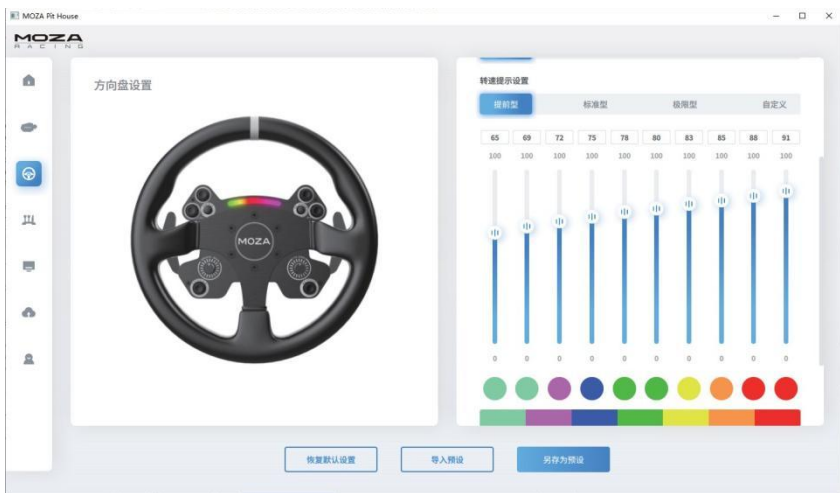 MOZA Pit House
MOZA
RACING
方向盘设置
MOZA
转速提示设置
提前型 标准型 极限型 自定义
65 69 72 75 78 80 83 85 88 91
100 100 100 100 100 100 100 100 100 100
0 0 0 0 0 0 0 0 0 0
恢复默认设置 导入预设 另存为预设